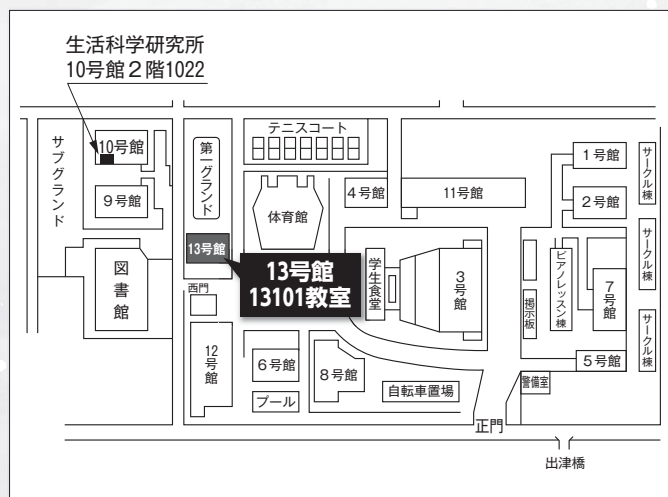 生活科学研究所
10号館２階1022
テニスコート
サブグランド
10号館
第一グランド
1号館
サークル棟
9号館
4号館
11号館
2号館
体育館
13号館
サークル棟
13号館
13101教室
学生食堂
3号館
ピアノレッスン棟
7号館
図書館
西門
掲示板
サークル棟
12号館
6号館
8号館
5号館
自転車置場
警備室
プール
正門
出津橋